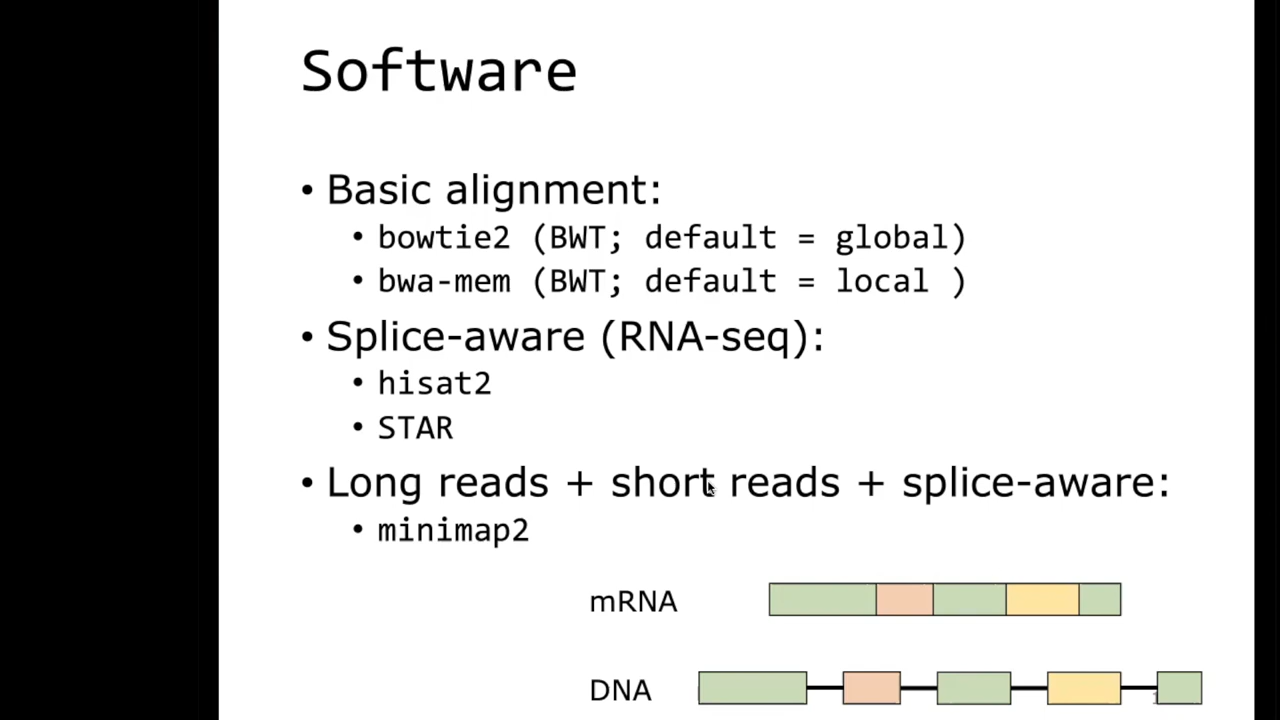 Software
• Basic alignment:
• bowtie2 (BWT; default = global)
• bwa-mem (BWT; default = local )
• Splice-aware (RNA-seq):
• hisat2
• STAR
• Long reads + short reads + splice-aware:
• minimap2
mRNA
DNA